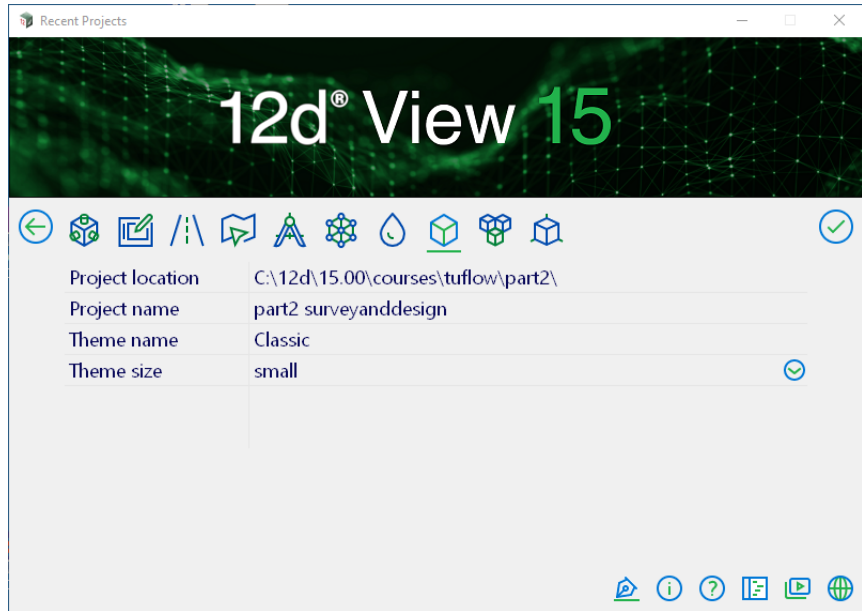 Recent Projects
12d® View 15
Project location C:\12d\15.00\courses\tuflow\part2\
Project name part2 surveyanddesign
Theme name Classic
Theme size small